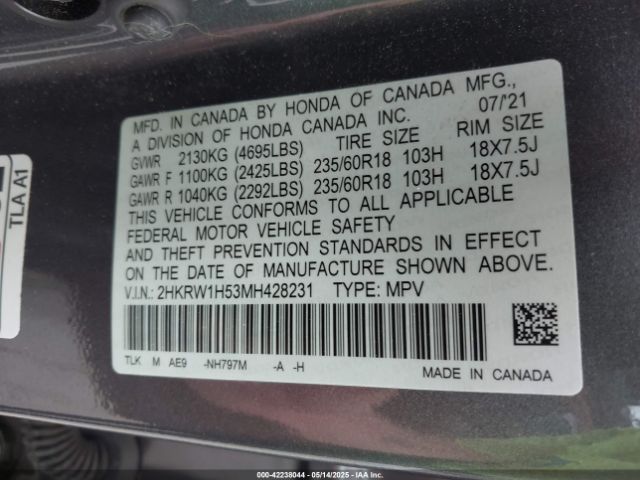 MFD. IN CANADA BY HONDA OF CANADA MFG.,
A DIVISION OF HONDA CANADA INC. 07/'21
GVWR 2130KG (4695LBS) TIRE SIZE RIM SIZE
GAWR F 1100KG (2425LBS) 235/60R18 103H 18X7.5J
GAWR R 1040KG (2292LBS) 235/60R18 103H 18X7.5J
THIS VEHICLE CONFORMS TO ALL APPLICABLE
FEDERAL MOTOR VEHICLE SAFETY
AND THEFT PREVENTION STANDARDS IN EFFECT
ON THE DATE OF MANUFACTURE SHOWN ABOVE.
V.I.N.: 2HKRW1H53MH428231 TYPE: MPV
TLK M AE9 -NH797M -A -H
MADE IN CANADA
TLA A1
000-42238044 — 05/14/2025 — IAAI.COM